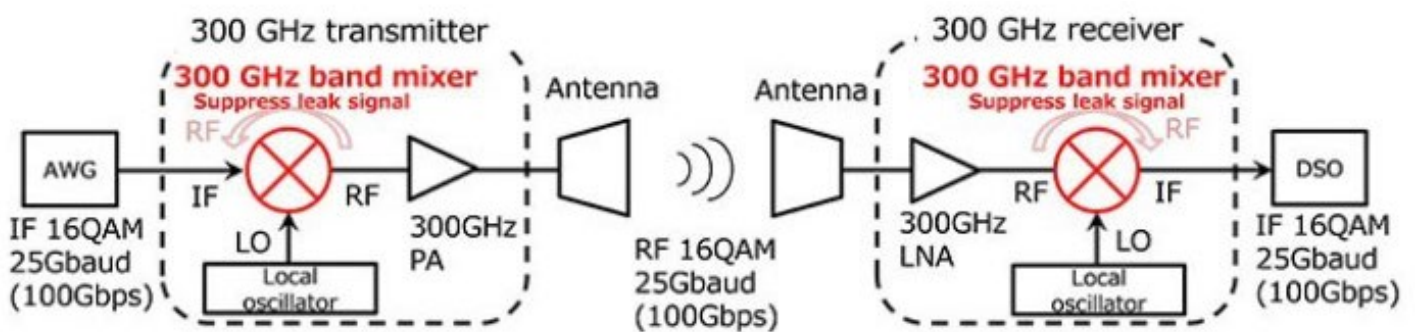 300 GHz transmitter
300 GHz band mixer
Suppress leak signal
RF
AWG
IF
RF
LO
Local
oscillator
IF 16QAM
25Gbaud
(100Gbps)
300GHz
PA
Antenna
RF 16QAM
25Gbaud
(100Gbps)
Antenna
300 GHz receiver
300 GHz band mixer
Suppress leak signal
RF
300GHz
LNA
RF
IF
LO
Local
oscillator
DSO
IF 16QAM
25Gbaud
(100Gbps)